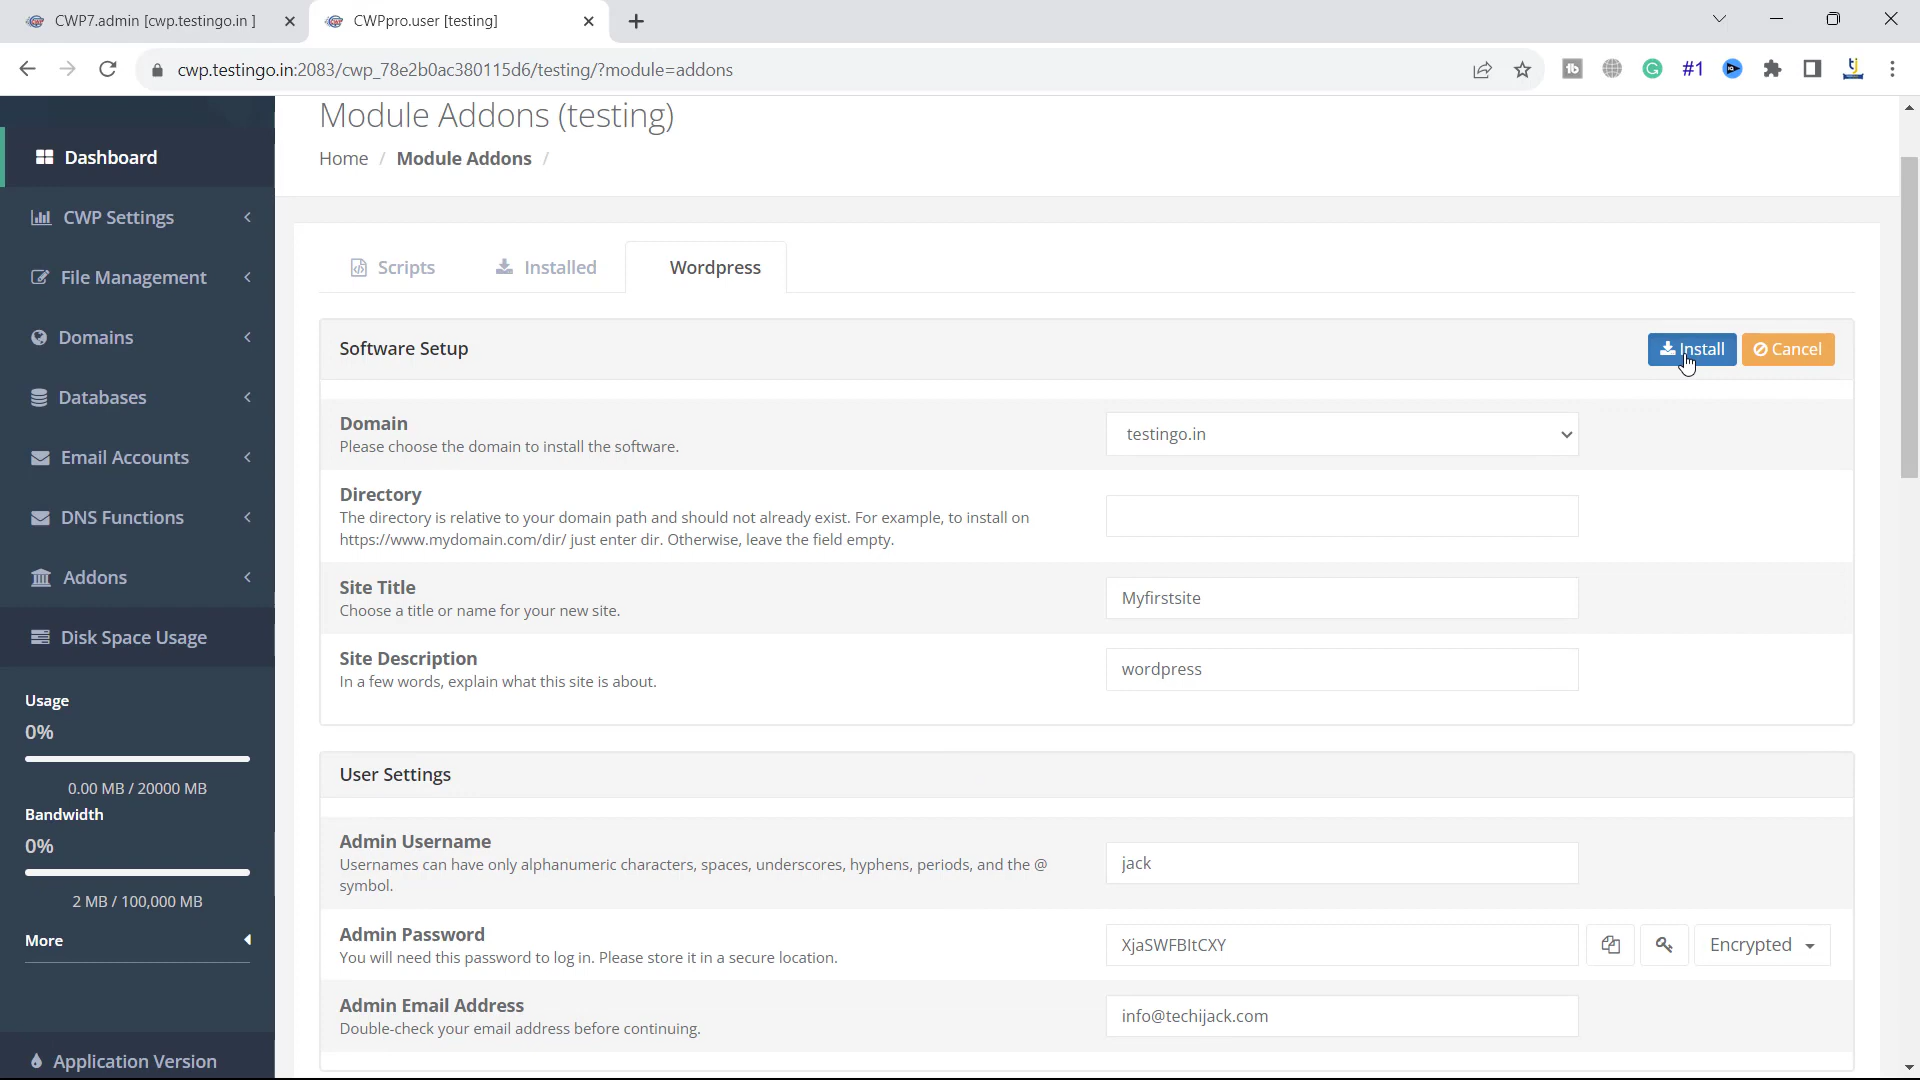 CWP7.admin [cwp.testingo.in ]
CWPpro.user [testing]
cwp.testingo.in:2083/cwp_78e2b0ac380115d6/testing/?module=addons
#1
Module Addons (testing)
Home / Module Addons /
Dashboard
CWP Settings
File Management
Domains
Databases
Email Accounts
DNS Functions
Addons
Disk Space Usage
Usage
0%
0.00 MB / 20000 MB
Bandwidth
0%
2 MB / 100,000 MB
More
Application Version
Scripts
Installed
Wordpress
Software Setup
Install
Cancel
Domain
Please choose the domain to install the software.
testingo.in
Directory
The directory is relative to your domain path and should not already exist. For example, to install on
https://www.mydomain.com/dir/ just enter dir. Otherwise, leave the field empty.
Site Title
Choose a title or name for your new site.
Myfirstsite
Site Description
In a few words, explain what this site is about.
wordpress
User Settings
Admin Username
Usernames can have only alphanumeric characters, spaces, underscores, hyphens, periods, and the @
symbol.
jack
Admin Password
You will need this password to log in. Please store it in a secure location.
XjaSWFBItCXY
Encrypted
Admin Email Address
Double-check your email address before continuing.
info@techijack.com